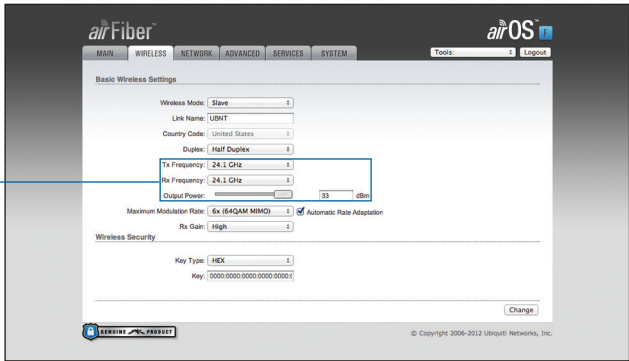 airFiber™
airOS™ F
MAIN WIRELESS NETWORK ADVANCED SERVICES SYSTEM Tools: Logout
Basic Wireless Settings
Wireless Mode: Slave
Link Name: UBNT
Country Code: United States
Duplex: Half Duplex
Tx Frequency: 24.1 GHz
Rx Frequency: 24.1 GHz
Output Power: 33 dBm
Maximum Modulation Rate: 6x (64QAM MIMO) Automatic Rate Adaptation
Rx Gain: High
Wireless Security
Key Type: HEX
Key: 0000:0000:0000:0000:0000:(
Change
GENUINE PRODUCT
© Copyright 2006-2012 Ubiquiti Networks, Inc.